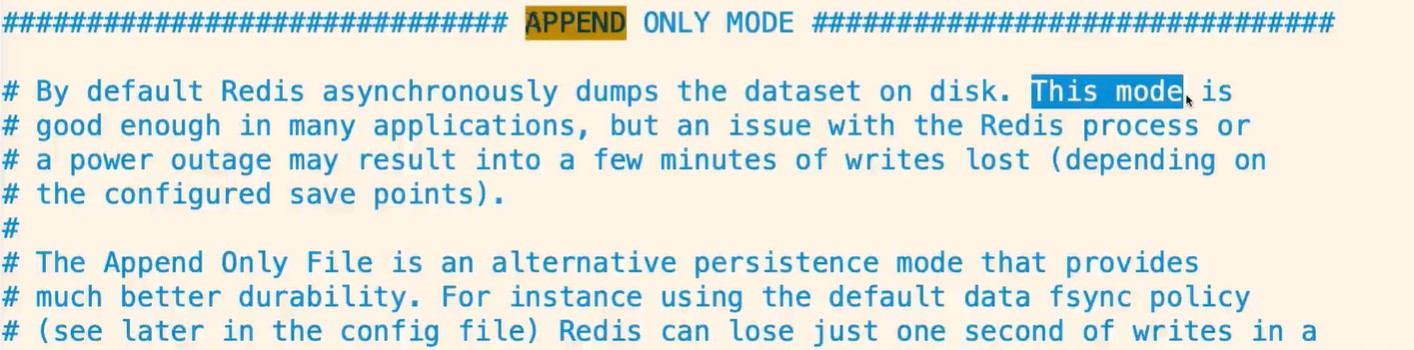 ############################## APPEND ONLY MODE ###############################
# By default Redis asynchronously dumps the dataset on disk. This mode is
# good enough in many applications, but an issue with the Redis process or
# a power outage may result into a few minutes of writes lost (depending on
# the configured save points).
#
# The Append Only File is an alternative persistence mode that provides
# much better durability. For instance using the default data fsync policy
# (see later in the config file) Redis can lose just one second of writes in a